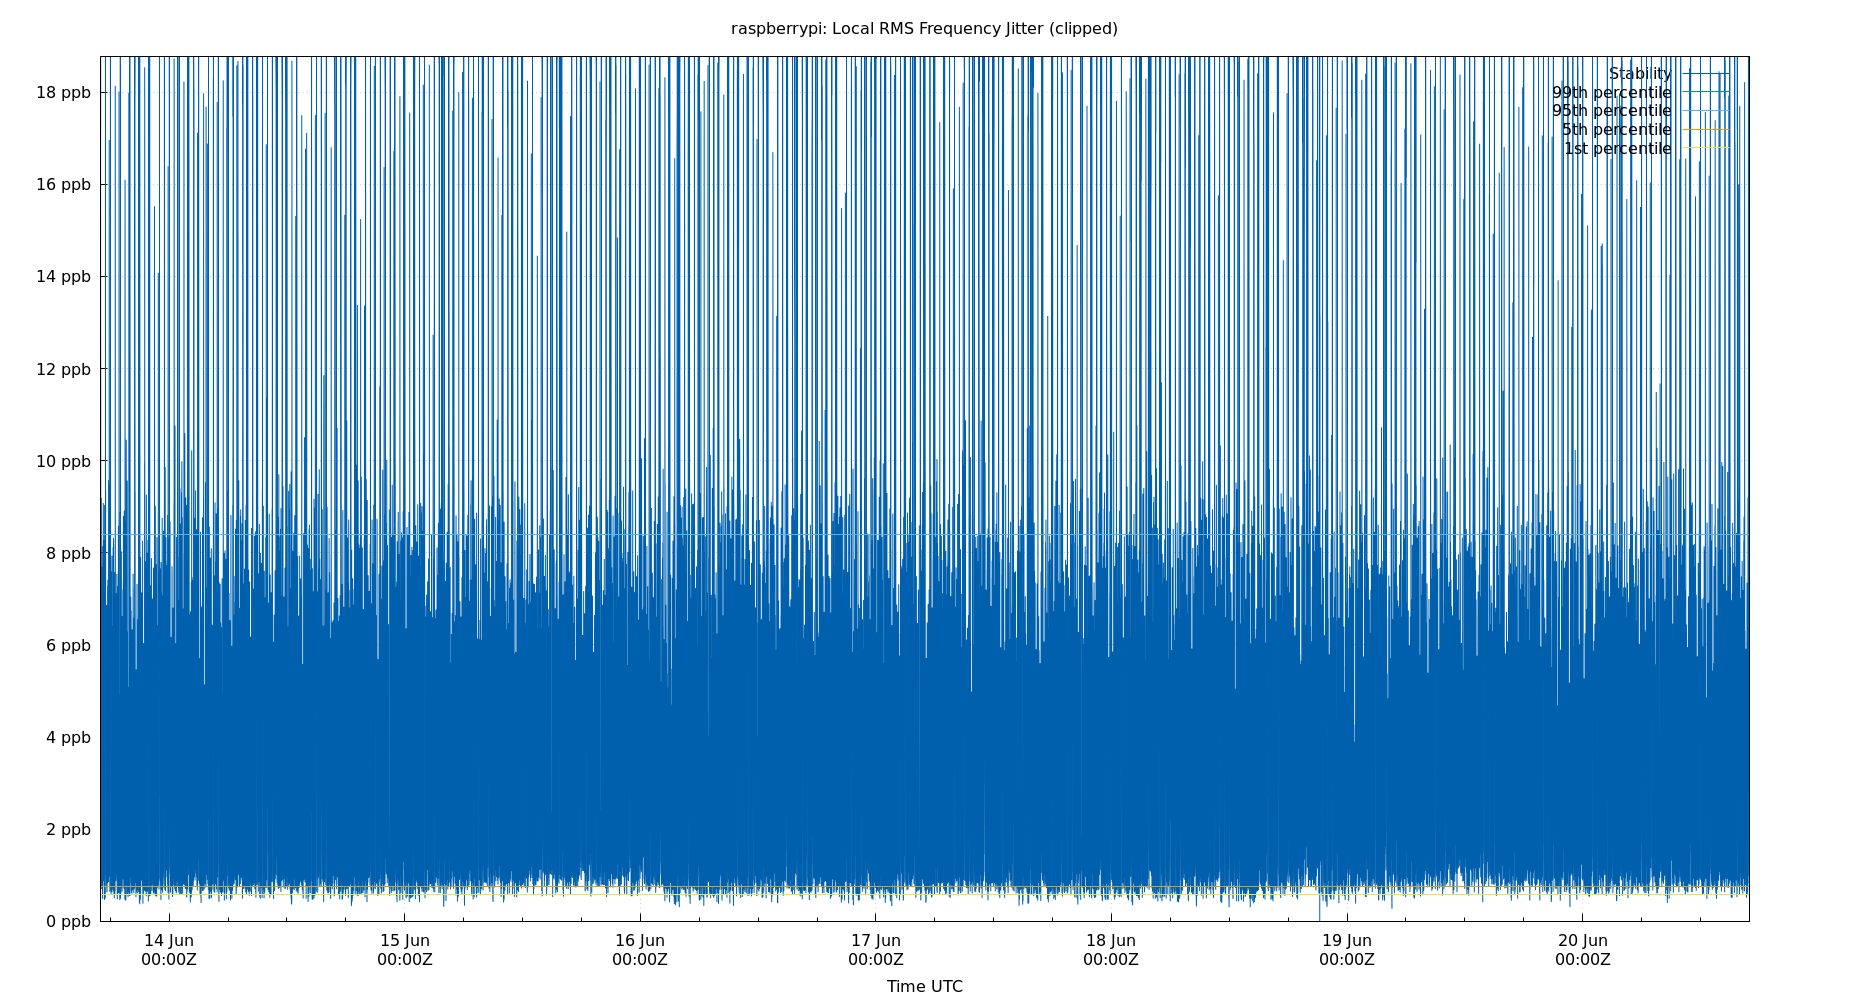 raspberrypi: Local RMS Frequency Jitter (clipped)
Stability
99th percentile
95th percentile
5th percentile
1st percentile
18 ppb
16 ppb
14 ppb
12 ppb
10 ppb
8 ppb
6 ppb
4 ppb
2 ppb
0 ppb
14 Jun 15 Jun 16 Jun 17 Jun 18 Jun 19 Jun 20 Jun
00:00Z 00:00Z 00:00Z 00:00Z 00:00Z 00:00Z 00:00Z
Time UTC